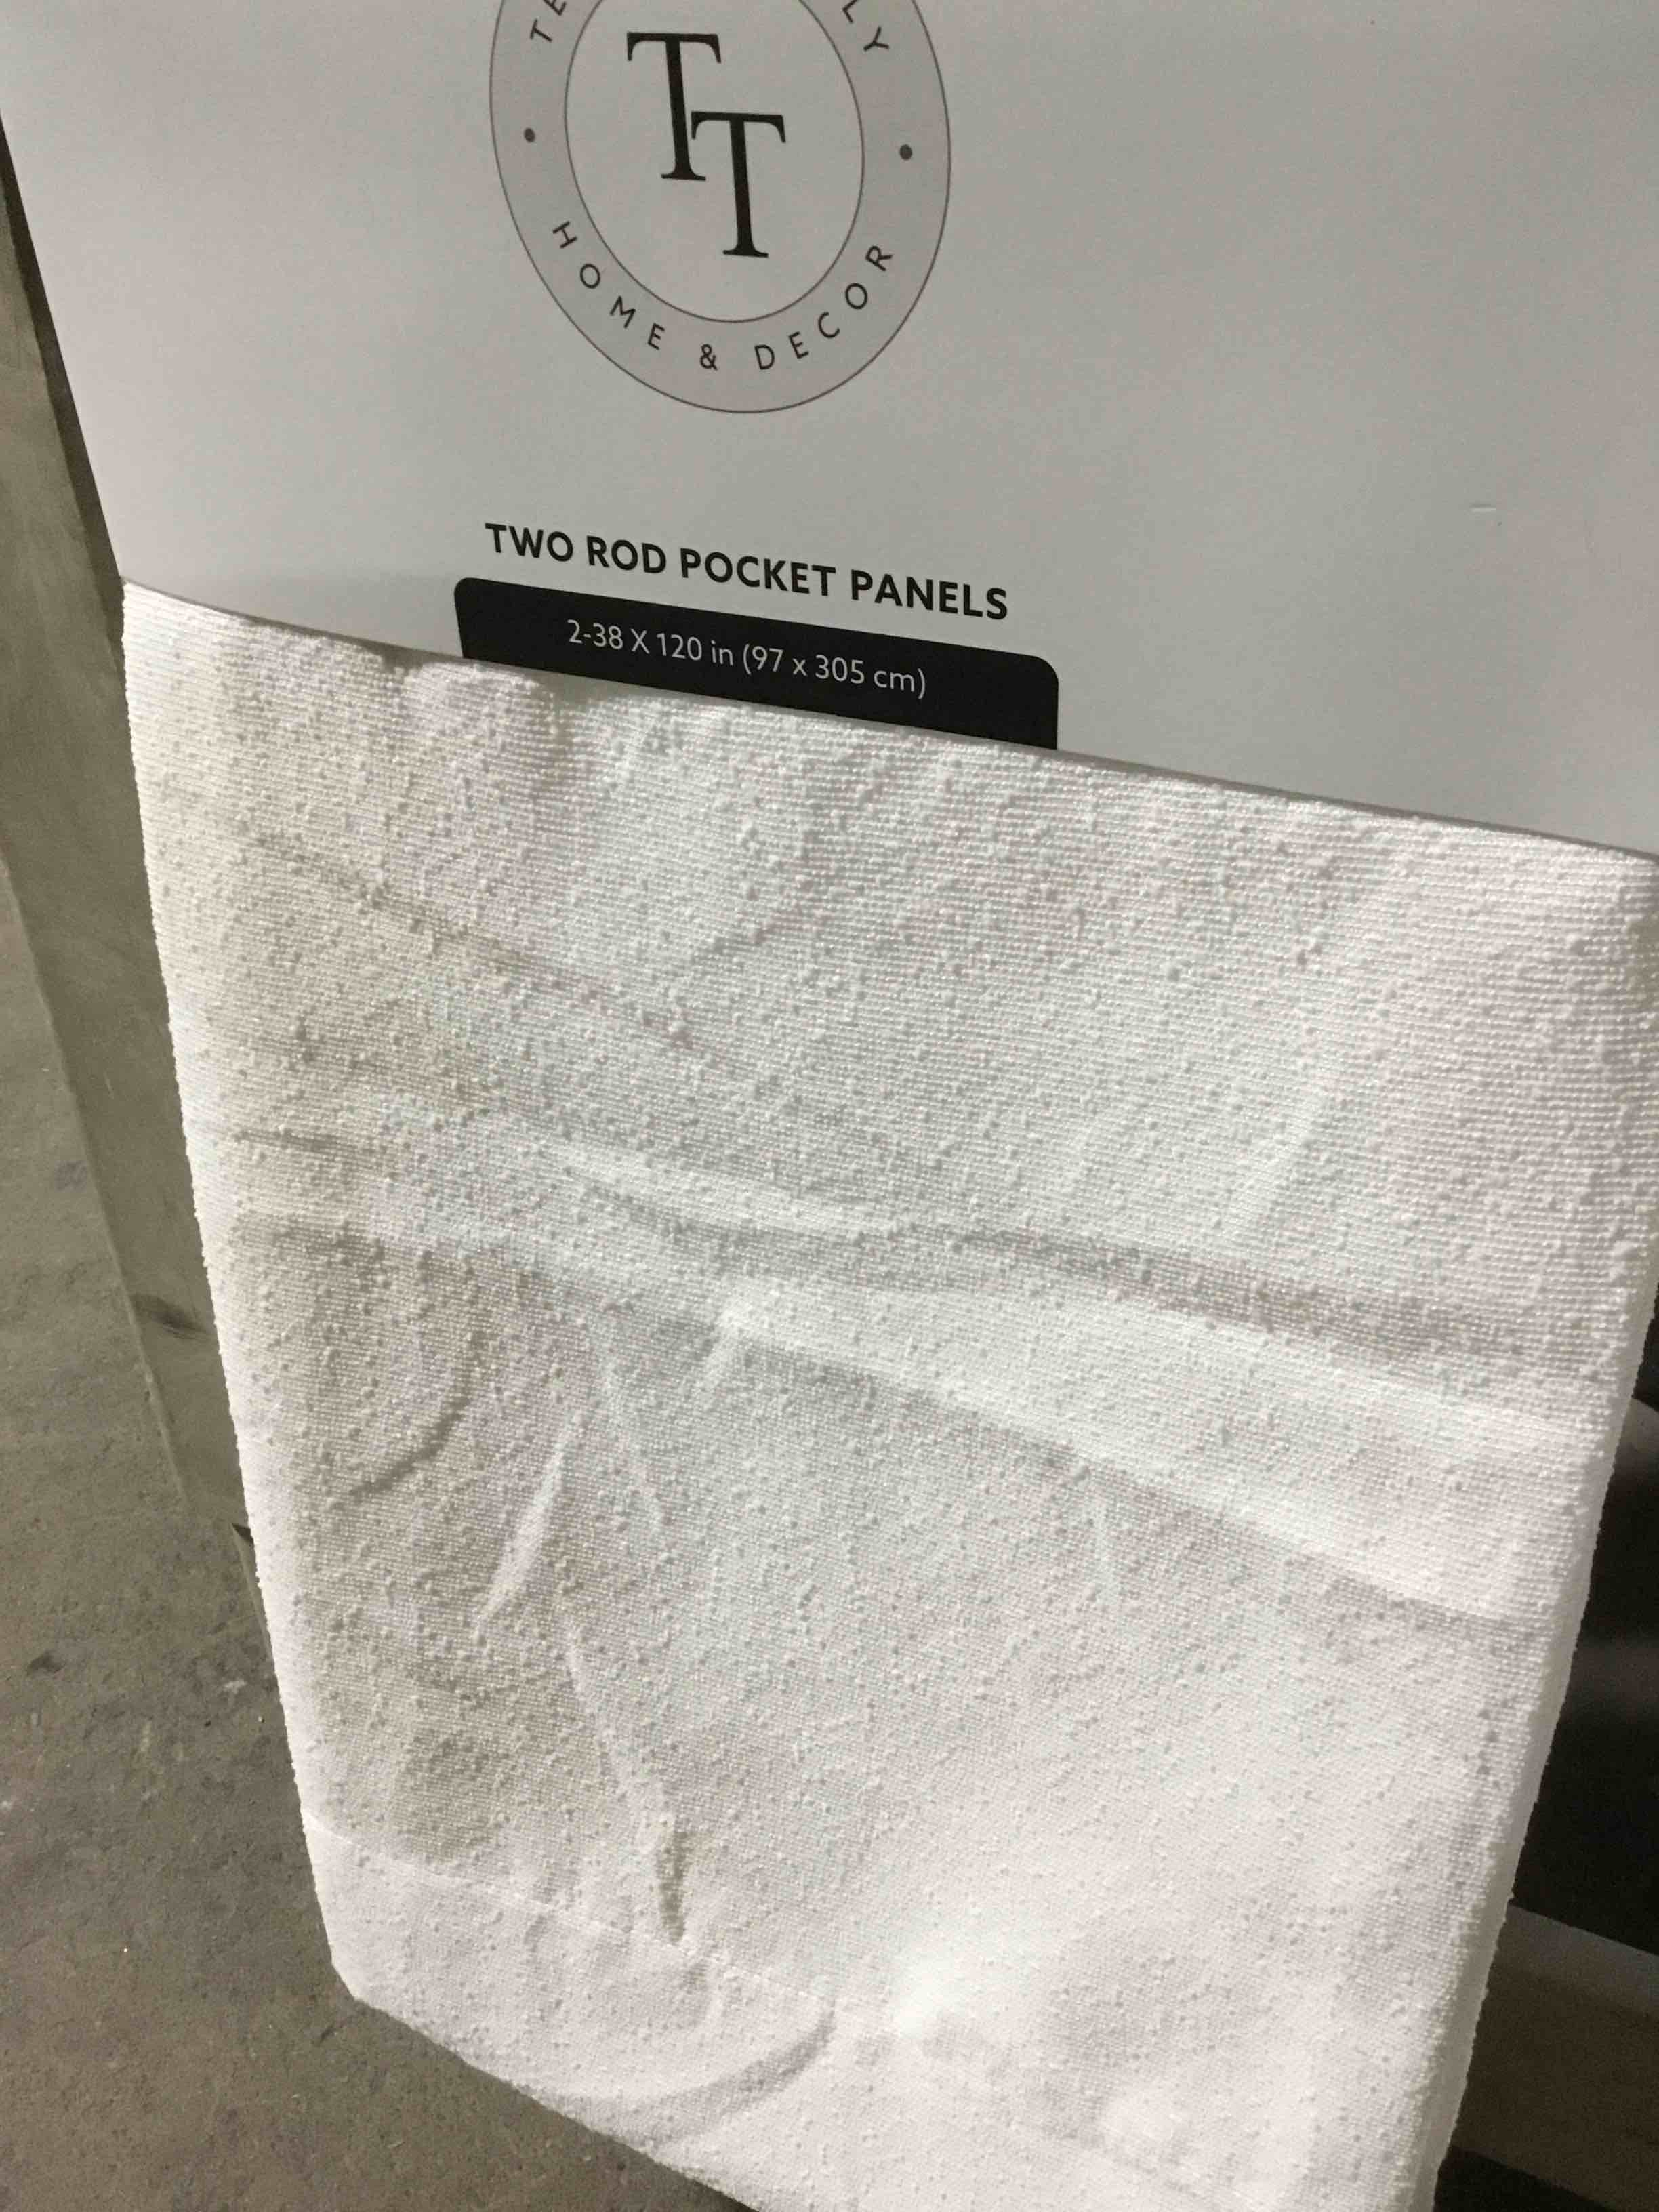 TT
HOME & DECOR
TWO ROD POCKET PANELS
2-38 X 120 in (97 x 305 cm)